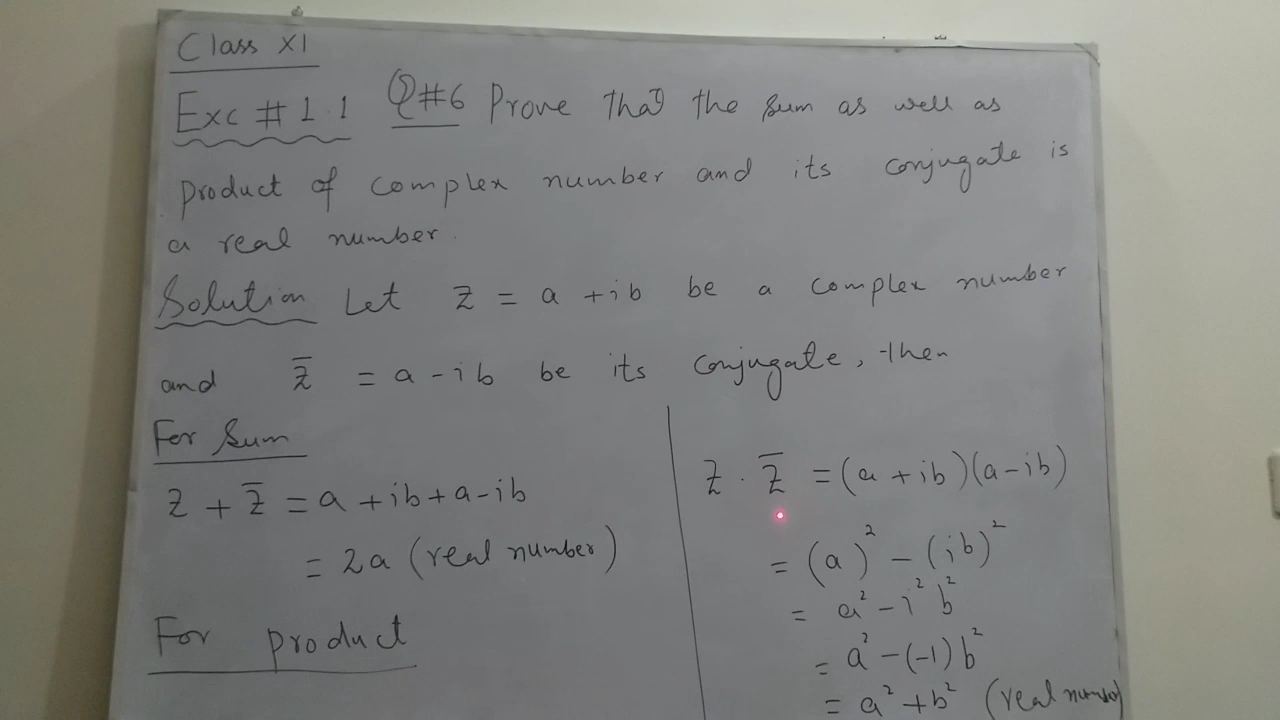 Class XI
Exc # 1.1 Q#6 Prove that the sum as well as
product of complex number and its conjugate is
a real number.
Solution Let z = a + ib be a complex number
and z̅ = a - ib be its conjugate, then
For Sum
z + z̅ = a + ib + a - ib
= 2a (real number)
For product
z . z̅ = (a + ib)(a - ib)
= (a)² - (ib)²
= a² - i² b²
= a² - (-1) b²
= a² + b² (real number)